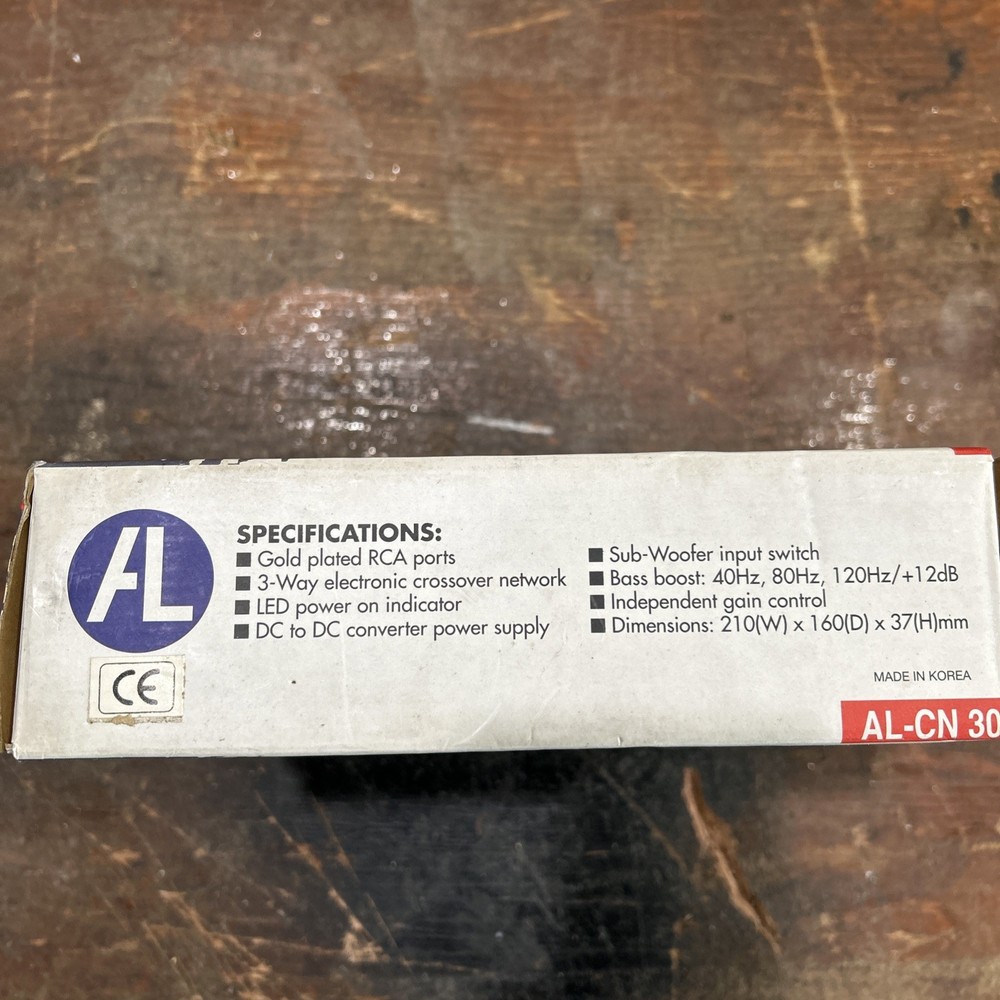 AL
CE
SPECIFICATIONS:
■ Gold plated RCA ports
■ 3-Way electronic crossover network
■ LED power on indicator
■ DC to DC converter power supply
■ Sub-Woofer input switch
■ Bass boost: 40Hz, 80Hz, 120Hz/+12dB
■ Independent gain control
■ Dimensions: 210(W) x 160(D) x 37(H)mm
MADE IN KOREA
AL-CN 30